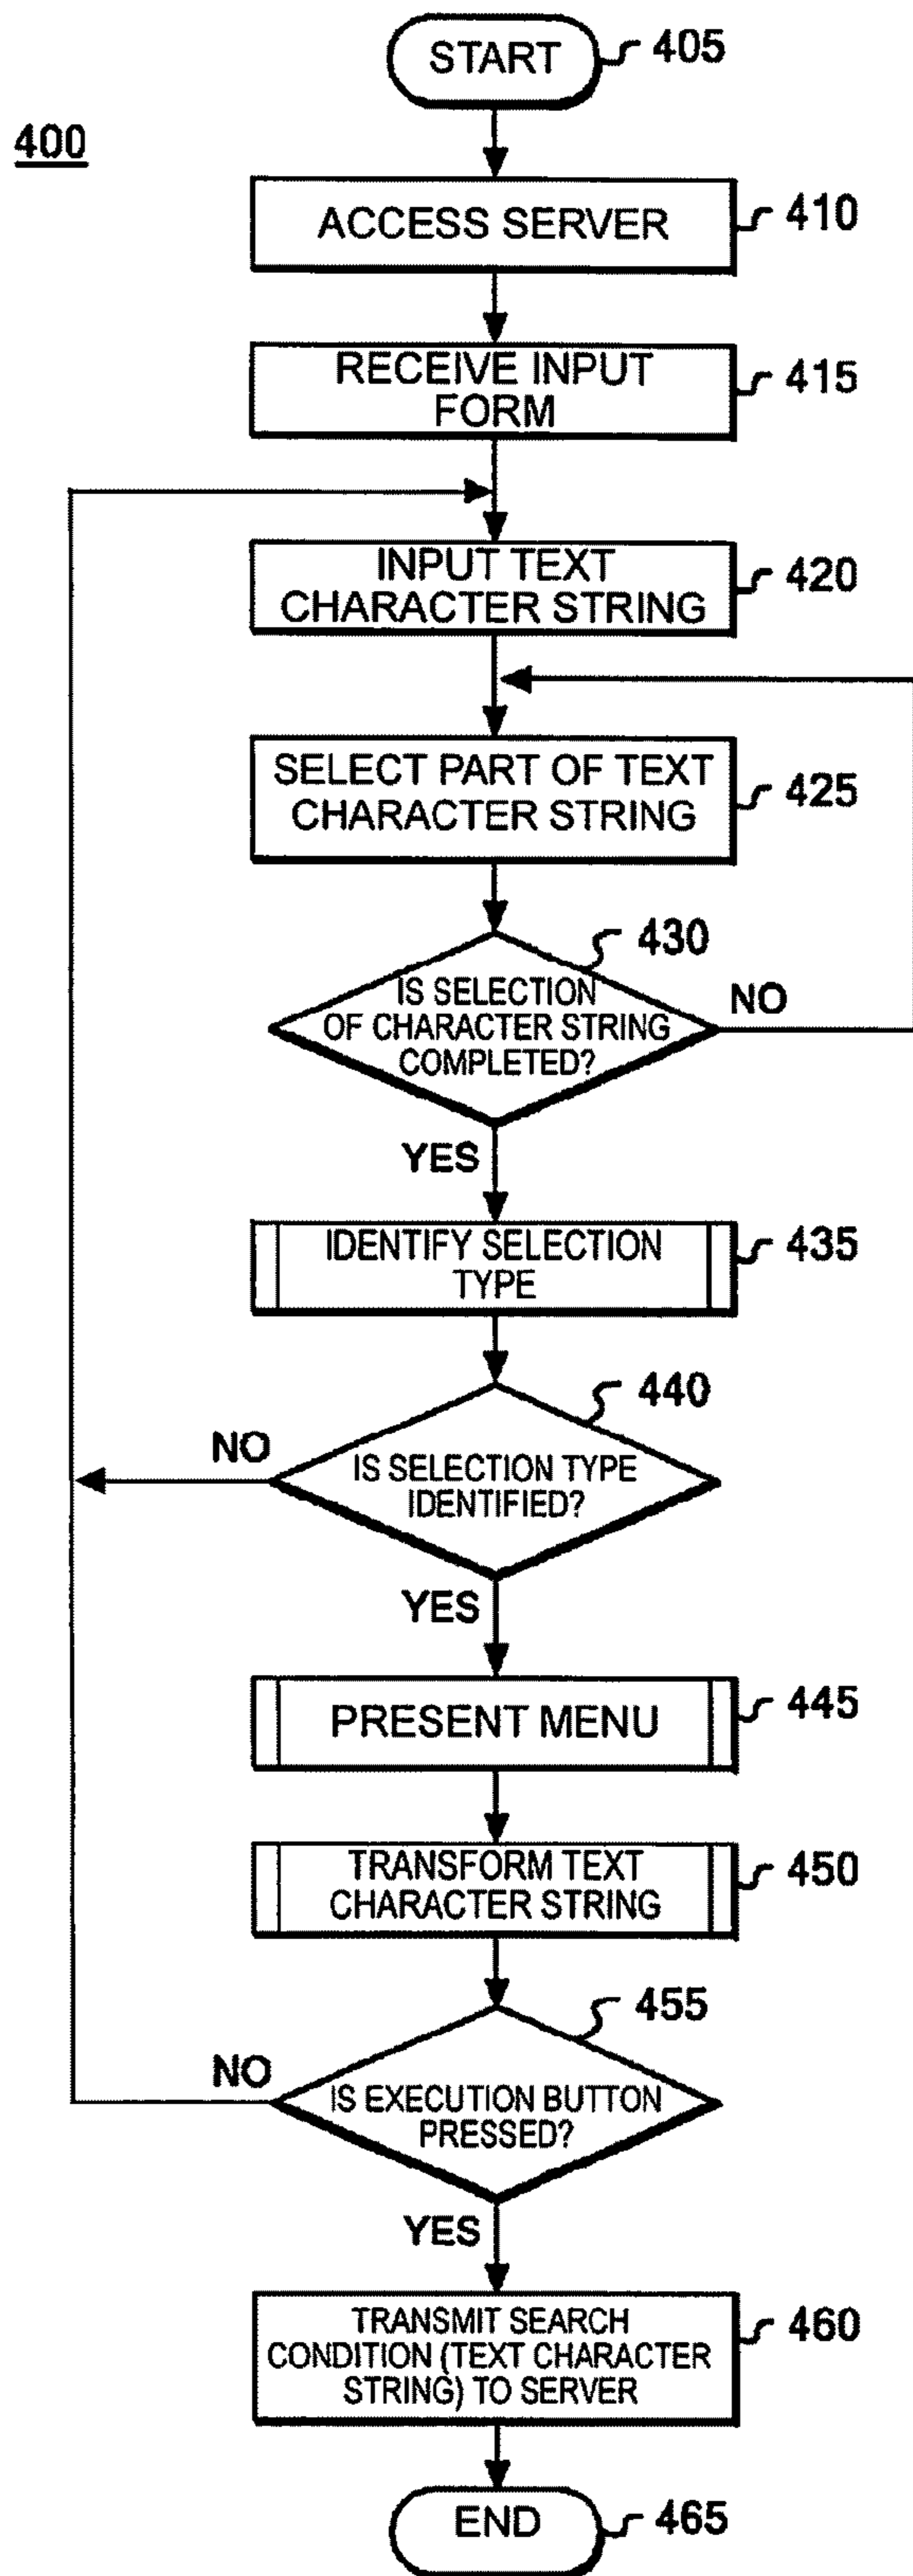 START
405
400
ACCESS SERVER
410
RECEIVE INPUT
FORM
415
INPUT TEXT
CHARACTER STRING
420
SELECT PART OF TEXT
CHARACTER STRING
425
430
IS SELECTION
OF CHARACTER STRING
COMPLETED?
NO
YES
IDENTIFY SELECTION
TYPE
435
440
NO
IS SELECTION TYPE
IDENTIFIED?
YES
PRESENT MENU
445
TRANSFORM TEXT
CHARACTER STRING
450
455
NO
IS EXECUTION BUTTON
PRESSED?
YES
TRANSMIT SEARCH
CONDITION (TEXT CHARACTER
STRING) TO SERVER
460
END
465